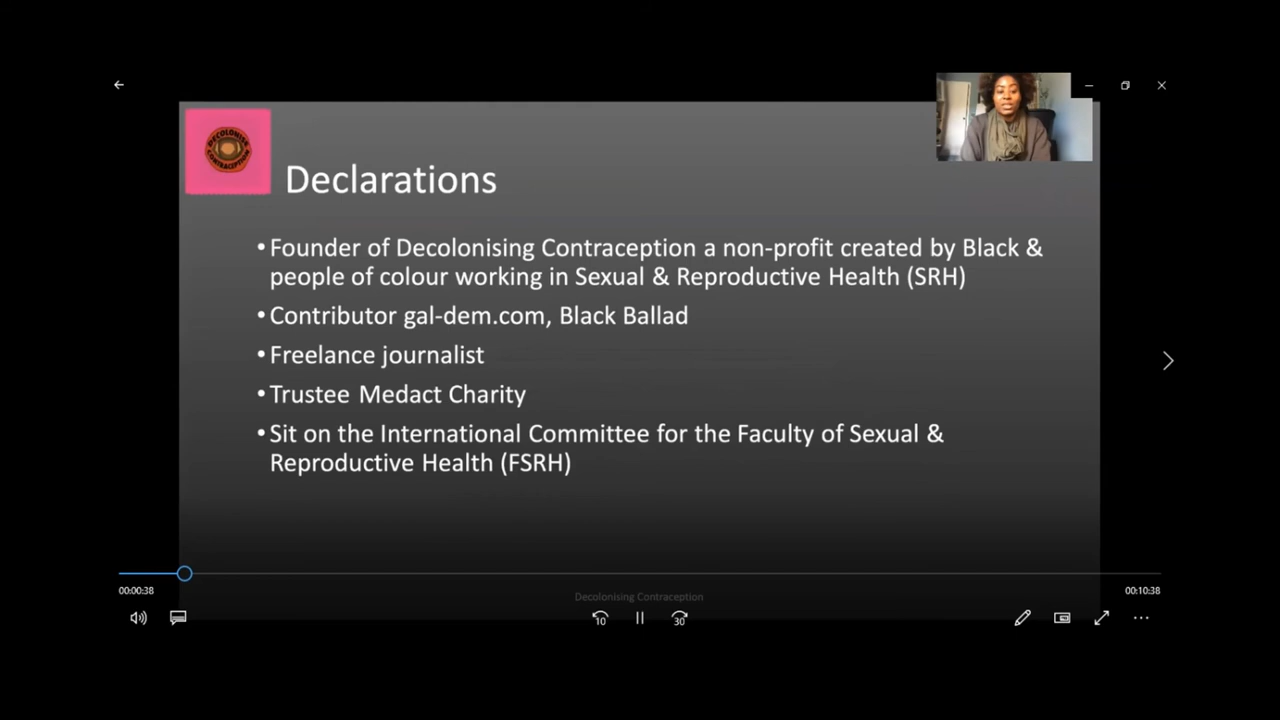 DECOLONISE
CONTRACEPTION
Declarations
•Founder of Decolonising Contraception a non-profit created by Black &
people of colour working in Sexual & Reproductive Health (SRH)
•Contributor gal-dem.com, Black Ballad
•Freelance journalist
•Trustee Medact Charity
•Sit on the International Committee for the Faculty of Sexual &
Reproductive Health (FSRH)
00:00:38
00:10:38
Decolonising Contraception
10
30